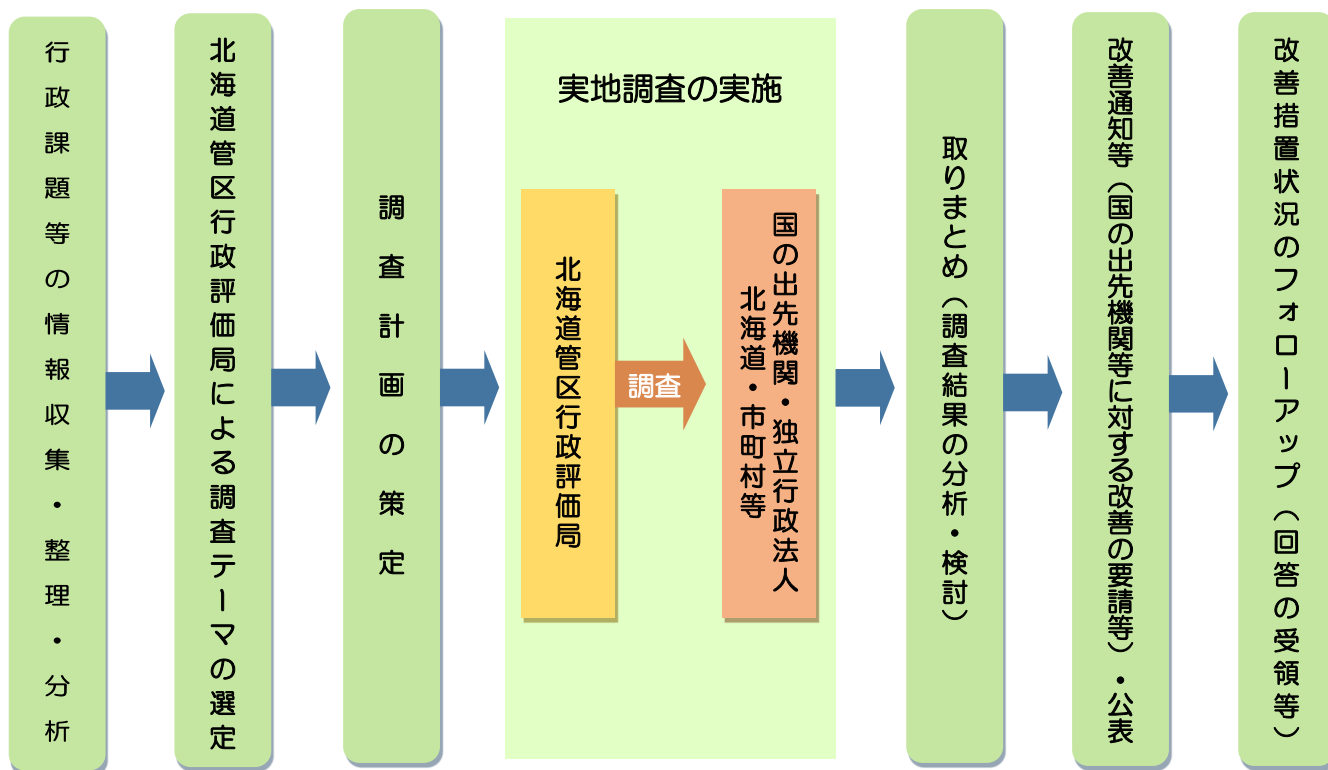 行政課題等の情報収集・整理・分析
北海道管区行政評価局による調査テーマの選定
調査計画の策定
実地調査の実施
北海道管区行政評価局
調査
国の出先機関・独立行政法人
北海道・市町村等
取りまとめ（調査結果の分析・検討）
改善通知等（国の出先機関等に対する改善の要請等）・公表
改善措置状況のフォローアップ（回答の受領等）